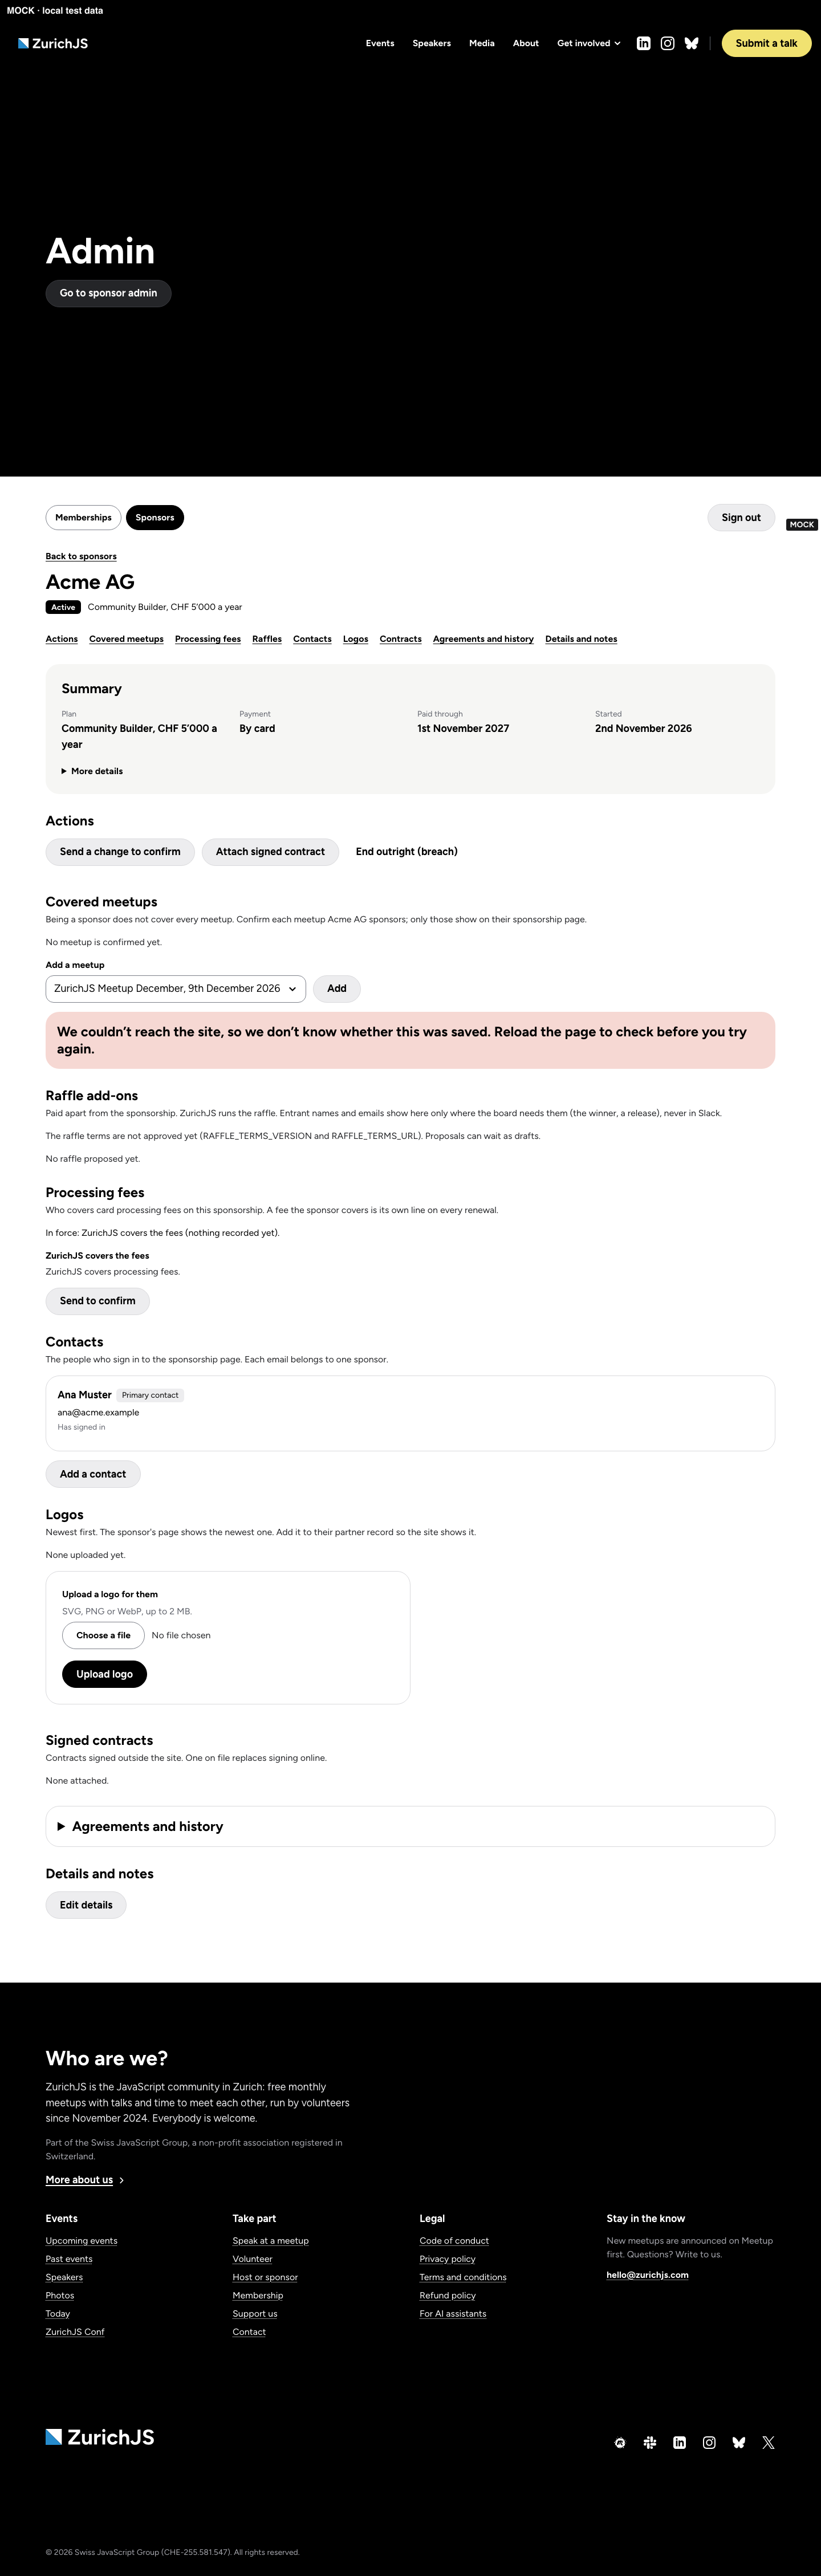 MOCK · local test data
ZurichJS
Events
Speakers
Media
About
Get involved
Submit a talk
Admin
Go to sponsor admin
Memberships
Sponsors
Sign out
MOCK
Back to sponsors
Acme AG
Active
Community Builder, CHF 5’000 a year
Actions
Covered meetups
Processing fees
Raffles
Contacts
Logos
Contracts
Agreements and history
Details and notes
Summary
Plan
Community Builder, CHF 5’000 a
year
Payment
By card
Paid through
1st November 2027
Started
2nd November 2026
More details
Actions
Send a change to confirm
Attach signed contract
End outright (breach)
Covered meetups
Being a sponsor does not cover every meetup. Confirm each meetup Acme AG sponsors; only those show on their sponsorship page.
No meetup is confirmed yet.
Add a meetup
ZurichJS Meetup December, 9th December 2026
Add
We couldn’t reach the site, so we don’t know whether this was saved. Reload the page to check before you try
again.
Raffle add-ons
Paid apart from the sponsorship. ZurichJS runs the raffle. Entrant names and emails show here only where the board needs them (the winner, a release), never in Slack.
The raffle terms are not approved yet (RAFFLE_TERMS_VERSION and RAFFLE_TERMS_URL). Proposals can wait as drafts.
No raffle proposed yet.
Processing fees
Who covers card processing fees on this sponsorship. A fee the sponsor covers is its own line on every renewal.
In force: ZurichJS covers the fees (nothing recorded yet).
ZurichJS covers the fees
ZurichJS covers processing fees.
Send to confirm
Contacts
The people who sign in to the sponsorship page. Each email belongs to one sponsor.
Ana Muster
Primary contact
ana@acme.example
Has signed in
Add a contact
Logos
Newest first. The sponsor's page shows the newest one. Add it to their partner record so the site shows it.
None uploaded yet.
Upload a logo for them
SVG, PNG or WebP, up to 2 MB.
Choose a file
No file chosen
Upload logo
Signed contracts
Contracts signed outside the site. One on file replaces signing online.
None attached.
Agreements and history
Details and notes
Edit details
Who are we?
ZurichJS is the JavaScript community in Zurich: free monthly
meetups with talks and time to meet each other, run by volunteers
since November 2024. Everybody is welcome.
Part of the Swiss JavaScript Group, a non-profit association registered in
Switzerland.
More about us
Events
Upcoming events
Past events
Speakers
Photos
Today
ZurichJS Conf
Take part
Speak at a meetup
Volunteer
Host or sponsor
Membership
Support us
Contact
Legal
Code of conduct
Privacy policy
Terms and conditions
Refund policy
For AI assistants
Stay in the know
New meetups are announced on Meetup
first. Questions? Write to us.
hello@zurichjs.com
ZurichJS
© 2026 Swiss JavaScript Group (CHE-255.581.547). All rights reserved.